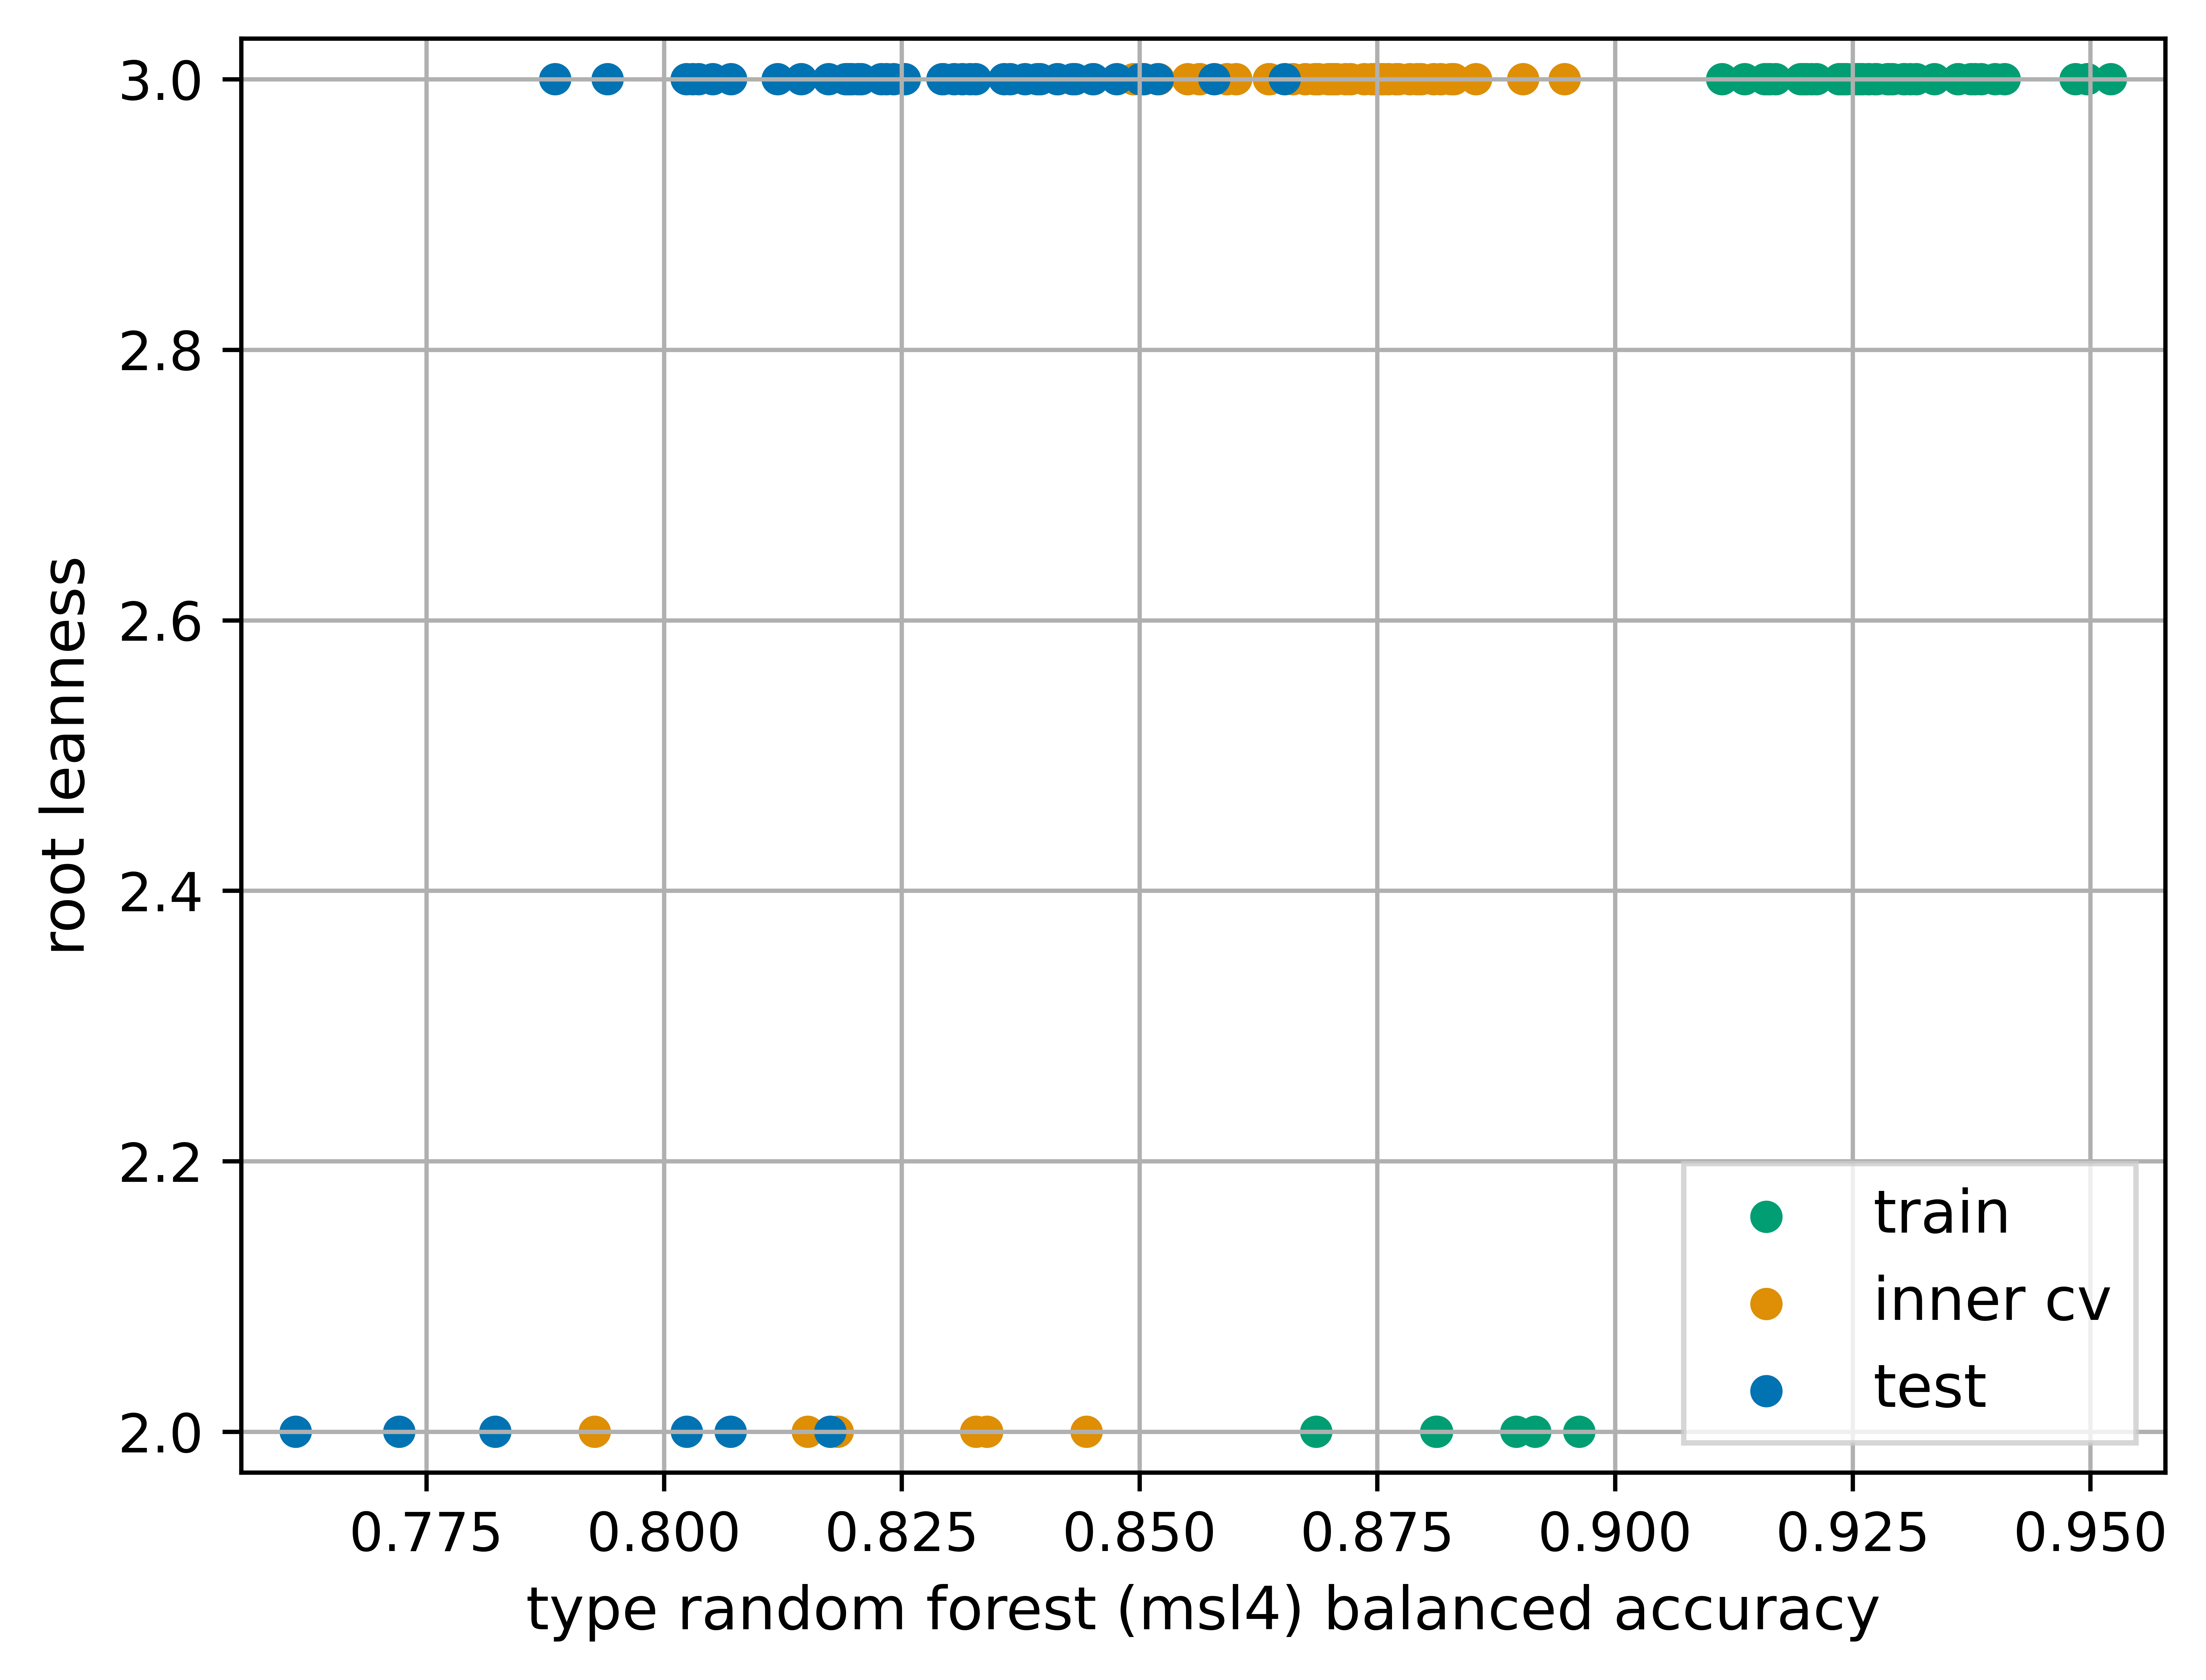 3.0
2.8
2.6
2.4
2.2
2.0
root leanness
train
inner cv
test
0.775 0.800 0.825 0.850 0.875 0.900 0.925 0.950
type random forest (msl4) balanced accuracy